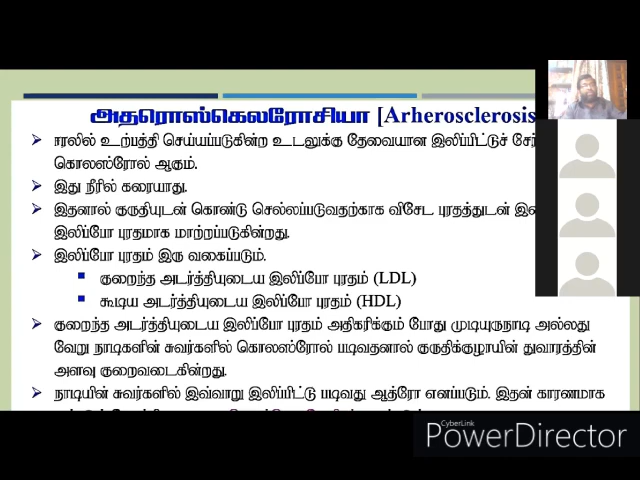 அதரொஸ்கெலரோசியா [Arherosclerosis
ஈரலில் உற்பத்தி செய்யப்படுகின்ற உடலுக்கு தேவையான இலிப்பிட்டுச் சேர்
கொலஸ்ரோல் ஆகும்.
இது நீரில் கரையாது.
இதனால் குருதியுடன் கொண்டு செல்லப்படுவதற்காக விசேட புரதத்துடன்
இலிப்போ புரதமாக மாற்றப்படுகின்றது.
இலிப்போ புரதம் இரு வகைப்படும்.
குறைந்த அடர்த்தியுடைய இலிப்போ புரதம் (LDL)
கூடிய அடர்த்தியுடைய இலிப்போ புரதம் (HDL)
குறைந்த அடர்த்தியுடைய இலிப்போ புரதம் அதிகரிக்கும் போது முடியுருநாடி அல்லது
வேறு நாடிகளின் சுவர்களில் கொலஸ்ரோல் படிவதனால் குருதிக்குழாயின் துவாரத்தின்
அளவு குறைவடைகின்றது.
நாடியின் சுவர்களில் இவ்வாறு இலிப்பிட்டு படிவது ஆத்ரோ எனப்படும். இதன் காரணமாக
CyberLink
PowerDirector